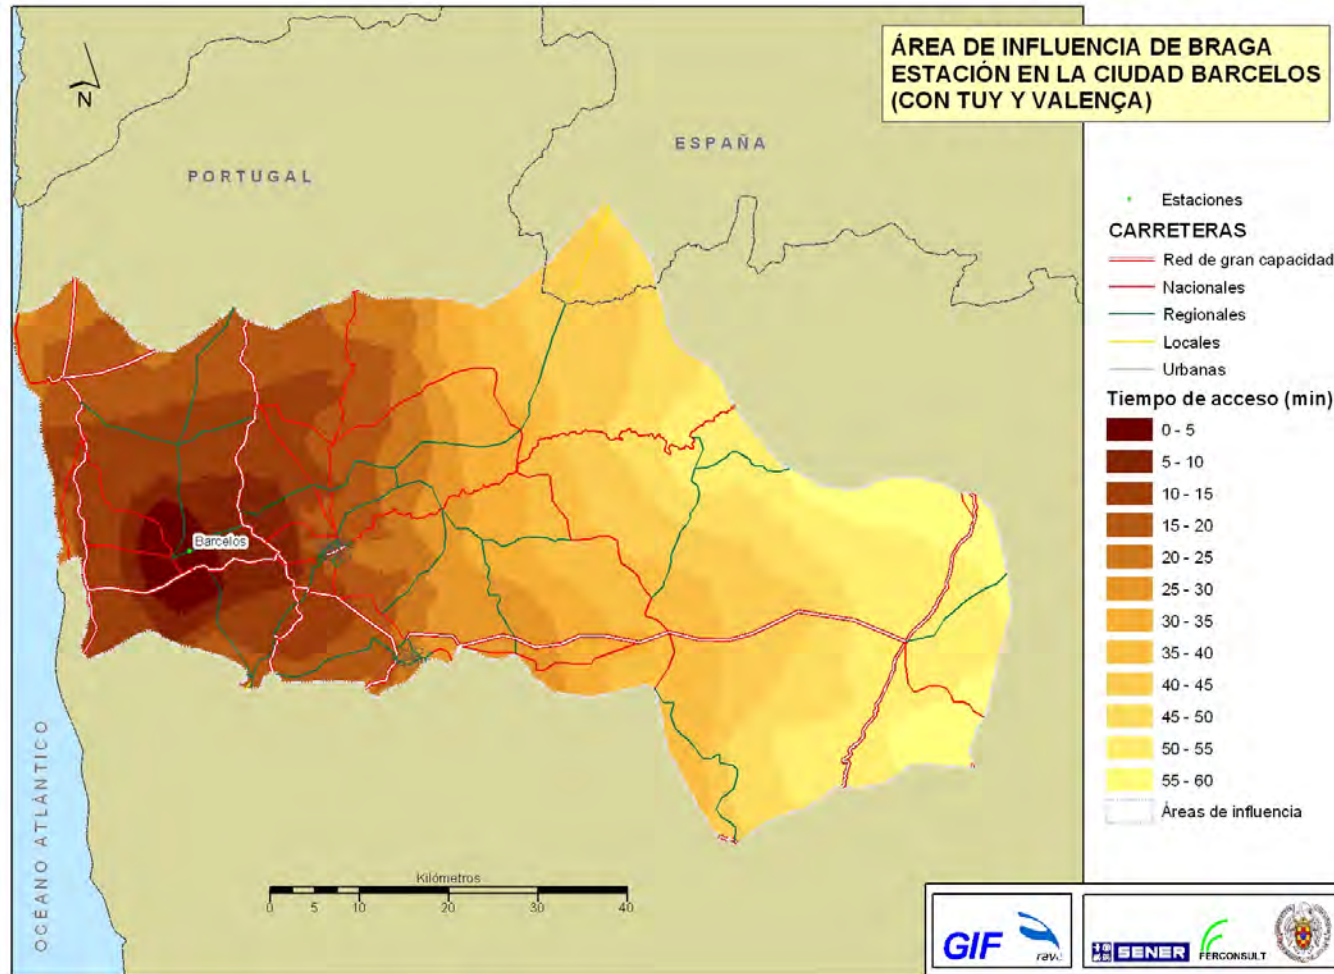 ÁREA DE INFLUENCIA DE BRAGA
ESTACIÓN EN LA CIUDAD BARCELOS
(CON TUY Y VALENÇA)
N
PORTUGAL
ESPAÑA
Barcelos
OCÉANO ATLÁNTICO
Estaciones
CARRETERAS
Red de gran capacidad
Nacionales
Regionales
Locales
Urbanas
Tiempo de acceso (min)
0 - 5
5 - 10
10 - 15
15 - 20
20 - 25
25 - 30
30 - 35
35 - 40
40 - 45
45 - 50
50 - 55
55 - 60
Áreas de influencia
Kilómetros
0 5 10 20 30 40
GIF
rave
SENER
FERCONSULT